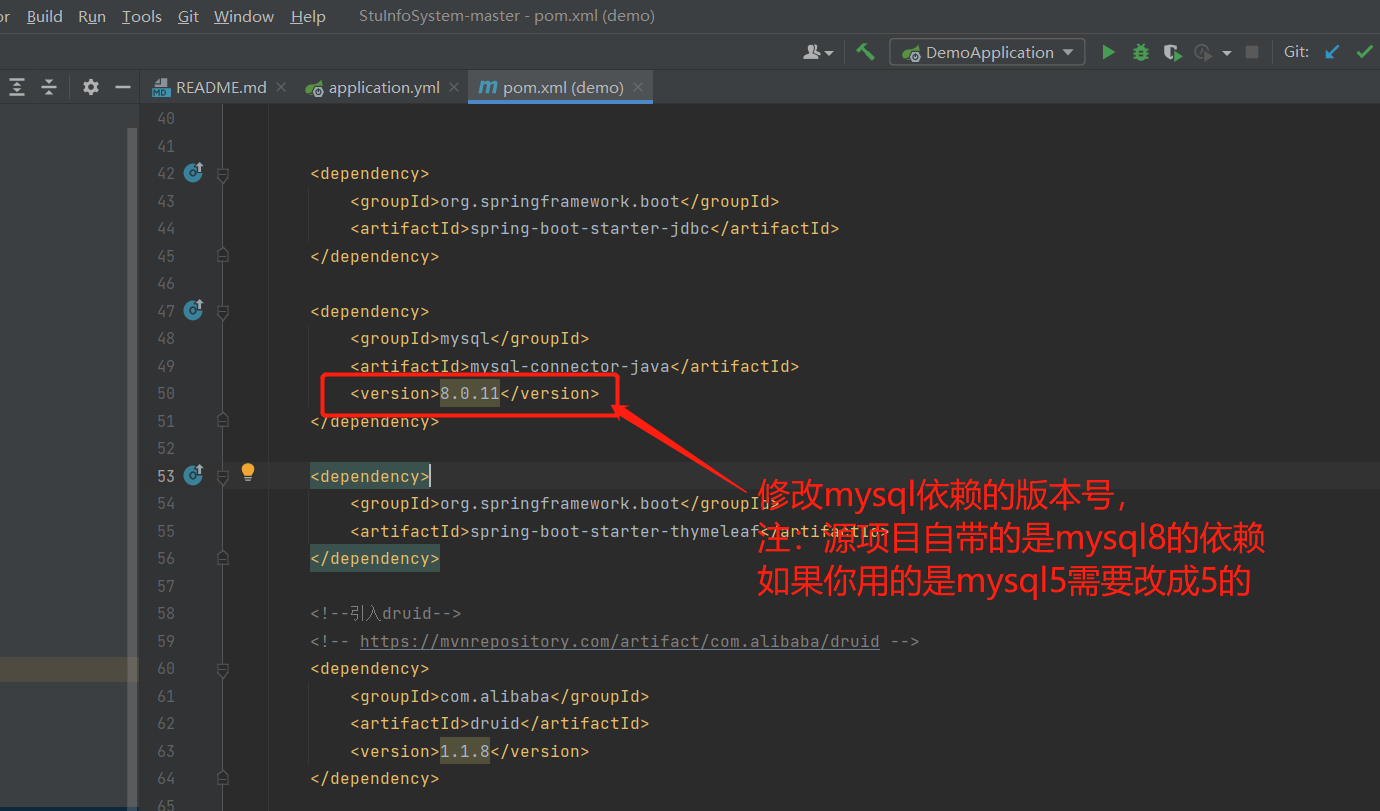 or Build Run Tools Git Window Help StuInfoSystem-master - pom.xml (demo)
DemoApplication Git:
MD README.md application.yml m pom.xml (demo)
40
41
42 <dependency>
43 <groupId>org.springframework.boot</groupId>
44 <artifactId>spring-boot-starter-jdbc</artifactId>
45 </dependency>
46
47 <dependency>
48 <groupId>mysql</groupId>
49 <artifactId>mysql-connector-java</artifactId>
50 <version>8.0.11</version>
51 </dependency>
52
53 <dependency>
54 <groupId>org.springframework.boot</groupId>
55 <artifactId>spring-boot-starter-thymeleaf</artifactId>
56 </dependency>
修改mysql依赖的版本号，
注：源项目自带的是mysql8的依赖
如果你用的是mysql5需要改成5的
57
58 <!--引入druid-->
59 <!-- https://mvnrepository.com/artifact/com.alibaba/druid -->
60 <dependency>
61 <groupId>com.alibaba</groupId>
62 <artifactId>druid</artifactId>
63 <version>1.1.8</version>
64 </dependency>
65